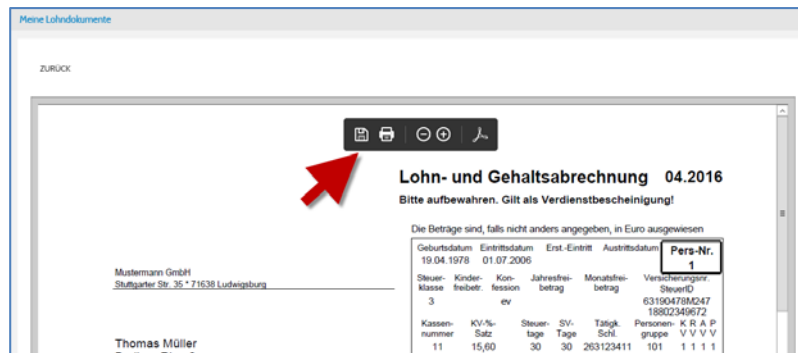 Meine Lohndokumente
ZURÜCK
Lohn- und Gehaltsabrechnung 04.2016
Bitte aufbewahren. Gilt als Verdienstbescheinigung!
Die Beträge sind, falls nicht anders angegeben, in Euro ausgewiesen
Geburtsdatum Eintrittsdatum Erst.-Eintritt Austrittsdatum Pers-Nr.
19.04.1978 01.07.2006 1
Mustermann GmbH
Stuttgarter Str. 35 * 71638 Ludwigsburg
Steuer- Kinder- Kon- Jahresfrei- Monatsfrei- Versicherungsnr.
klasse freibetr. fession betrag betrag SteuerID
3 ev 63190478M247
18802349672
Kassen- KV-%- Steuer- SV- Tätigk. Personen- K R A P
nummer Satz tage Tage Schl. gruppe V V V V
11 15,60 30 30 263123411 101 1 1 1 1
Thomas Müller